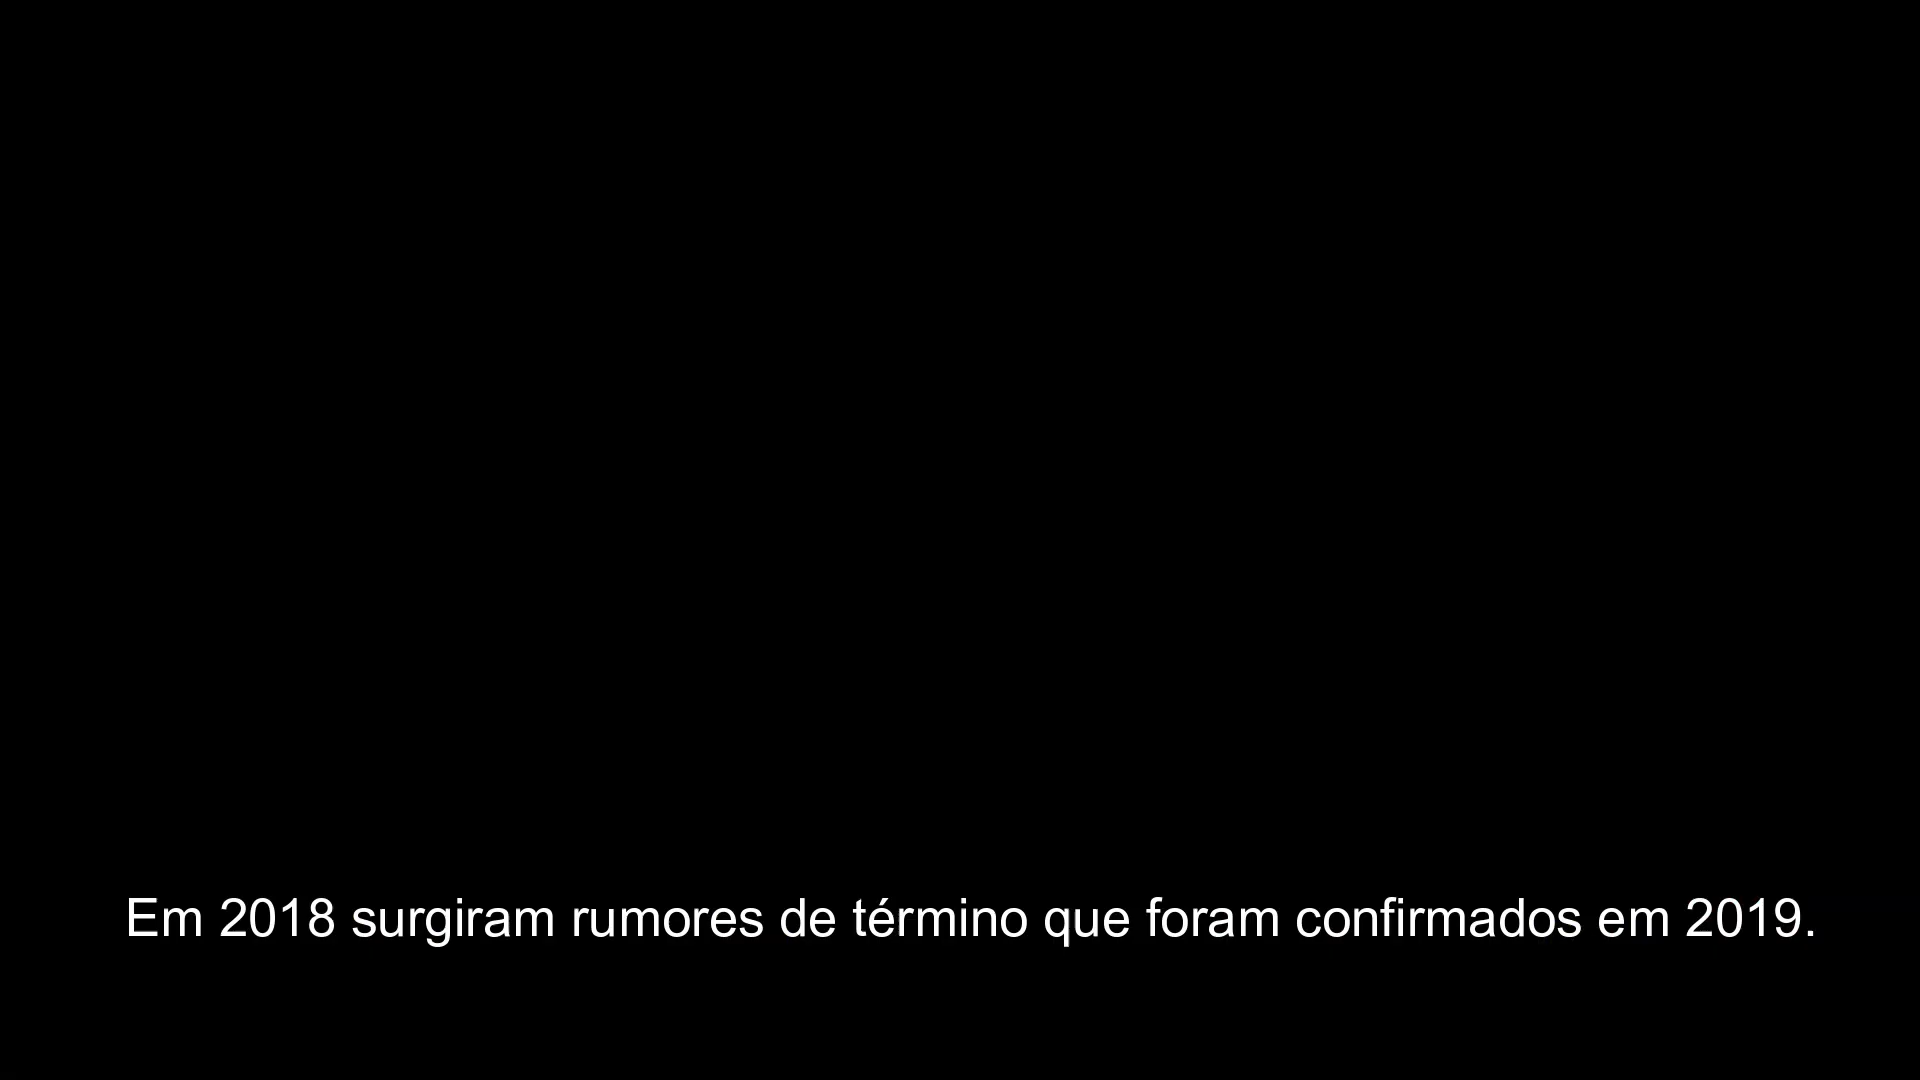 Em 2018 surgiram rumores de término que foram confirmados em 2019.